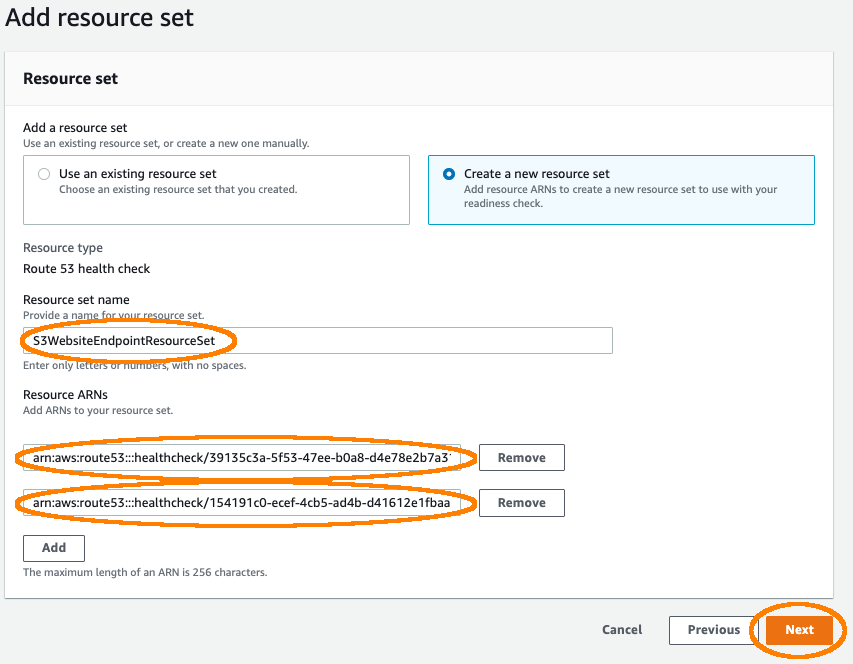 Add resource set
Resource set
Add a resource set
Use an existing resource set, or create a new one manually.
Use an existing resource set
Choose an existing resource set that you created.
Create a new resource set
Add resource ARNs to create a new resource set to use with your
readiness check.
Resource type
Route 53 health check
Resource set name
Provide a name for your resource set.
S3WebsiteEndpointResourceSet
Enter only letters or numbers, with no spaces.
Resource ARNs
Add ARNs to your resource set.
arn:aws:route53:::healthcheck/39135c3a-5f53-47ee-b0a8-d4e78e2b7a3
Remove
arn:aws:route53:::healthcheck/154191c0-ecef-4cb5-ad4b-d41612e1fbaa
Remove
Add
The maximum length of an ARN is 256 characters.
Cancel
Previous
Next